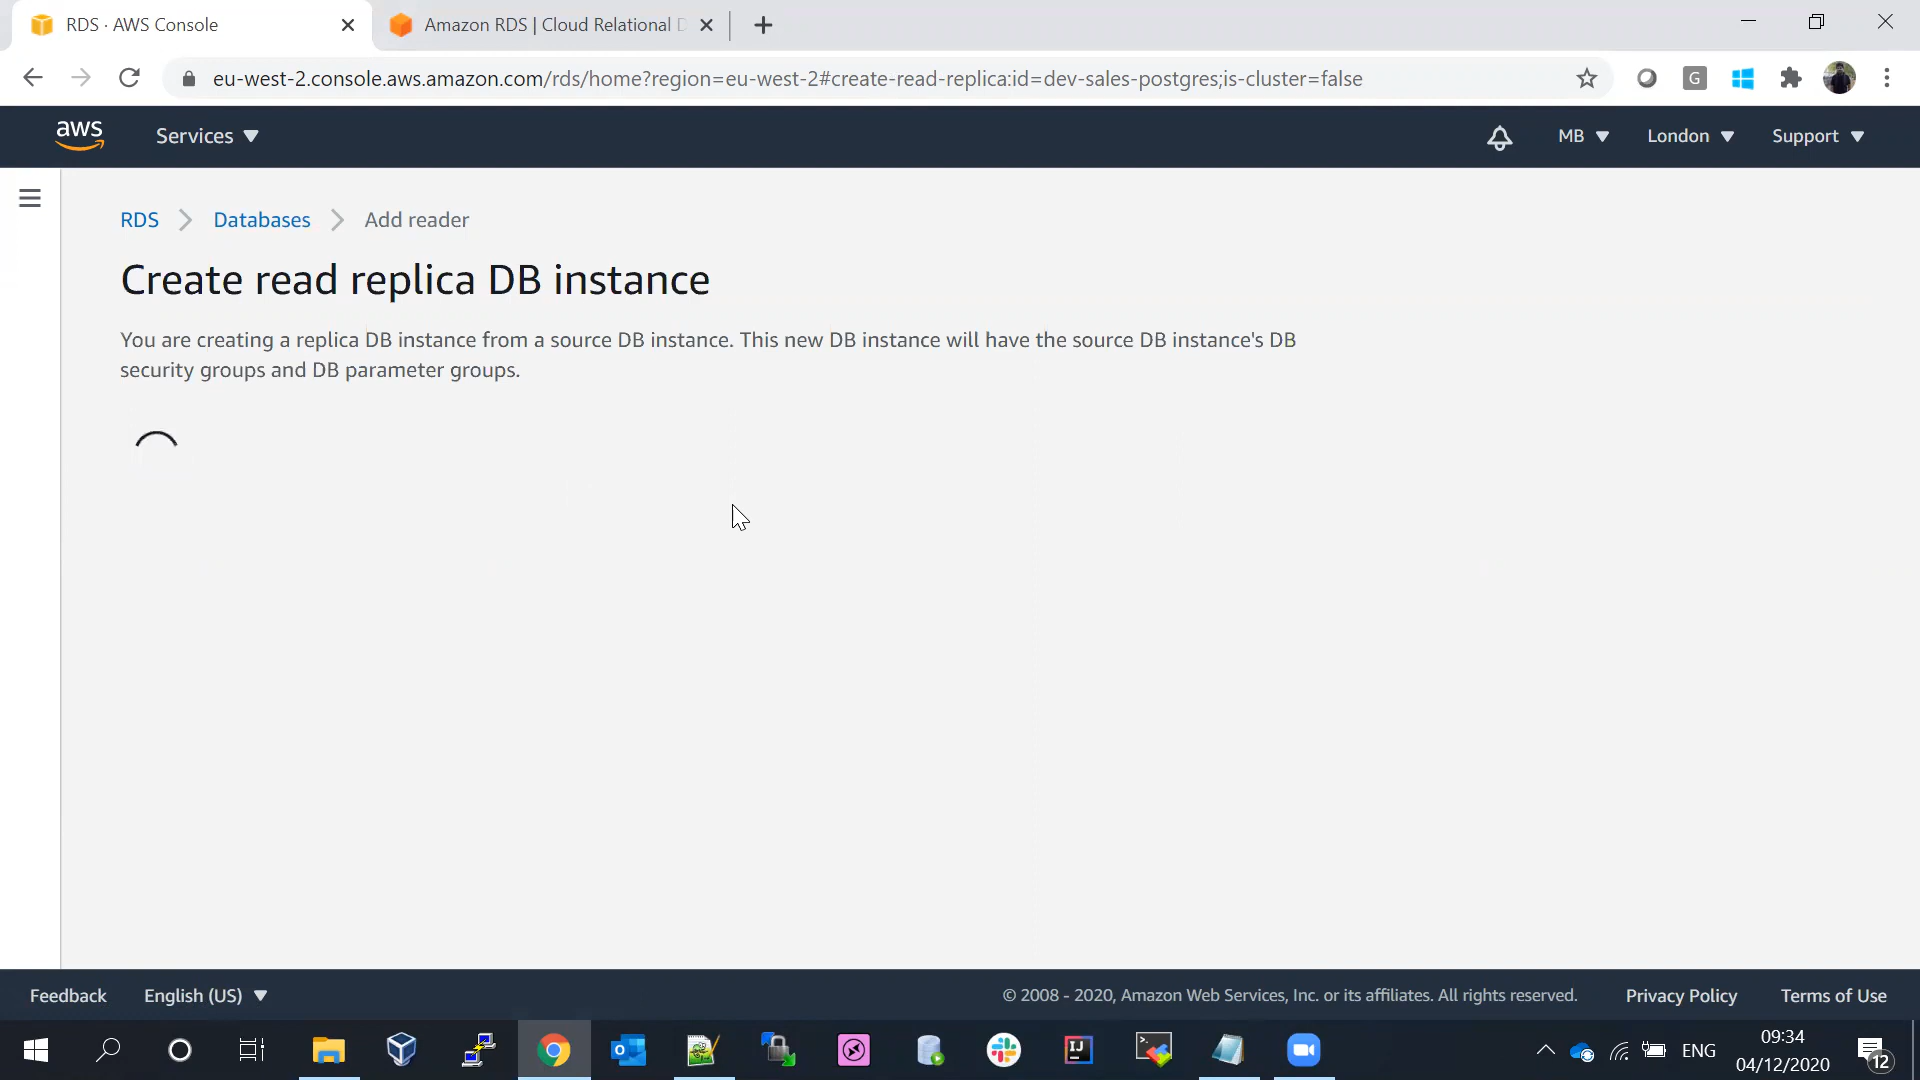 RDS · AWS Console
Amazon RDS | Cloud Relational D
eu-west-2.console.aws.amazon.com/rds/home?region=eu-west-2#create-read-replica:id=dev-sales-postgres;is-cluster=false
G
aws
Services
MB
London
Support
RDS
Databases
Add reader
Create read replica DB instance
You are creating a replica DB instance from a source DB instance. This new DB instance will have the source DB instance's DB
security groups and DB parameter groups.
Feedback
English (US)
© 2008 - 2020, Amazon Web Services, Inc. or its affiliates. All rights reserved.
Privacy Policy
Terms of Use
IJ
ENG
09:34
04/12/2020
12